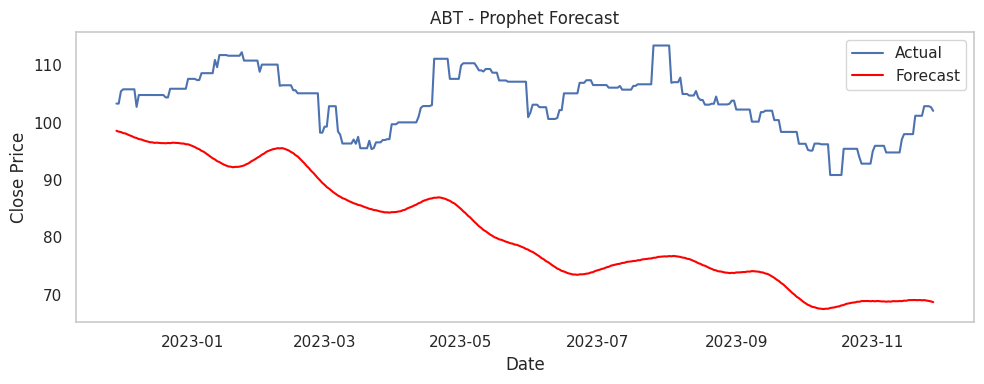 ABT - Prophet Forecast
Actual
Forecast
Close Price
110
100
90
80
70
2023-01
2023-03
2023-05
2023-07
2023-09
2023-11
Date